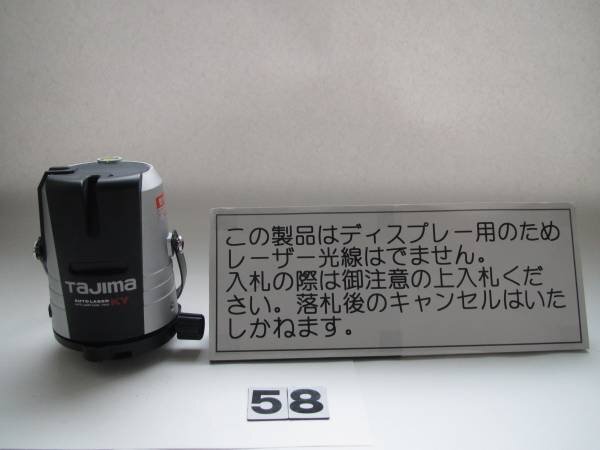 TAJIMA
AUTO LASER KY
この製品はディスプレー用のため
レーザー光線はでません。
入札の際は御注意の上入札くだ
さい。落札後のキャンセルはいた
しかねます。
58